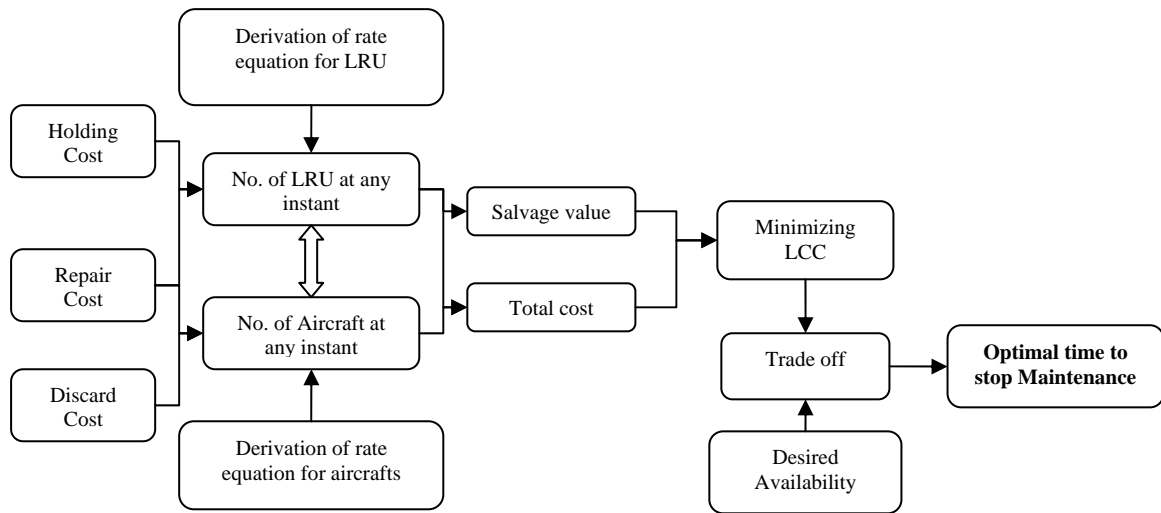 Derivation of rate
equation for LRU
Holding
Cost
No. of LRU at any
instant
Repair
Cost
No. of Aircraft at
any instant
Discard
Cost
Derivation of rate
equation for aircrafts
Salvage value
Total cost
Minimizing
LCC
Trade off
Desired
Availability
Optimal time to
stop Maintenance